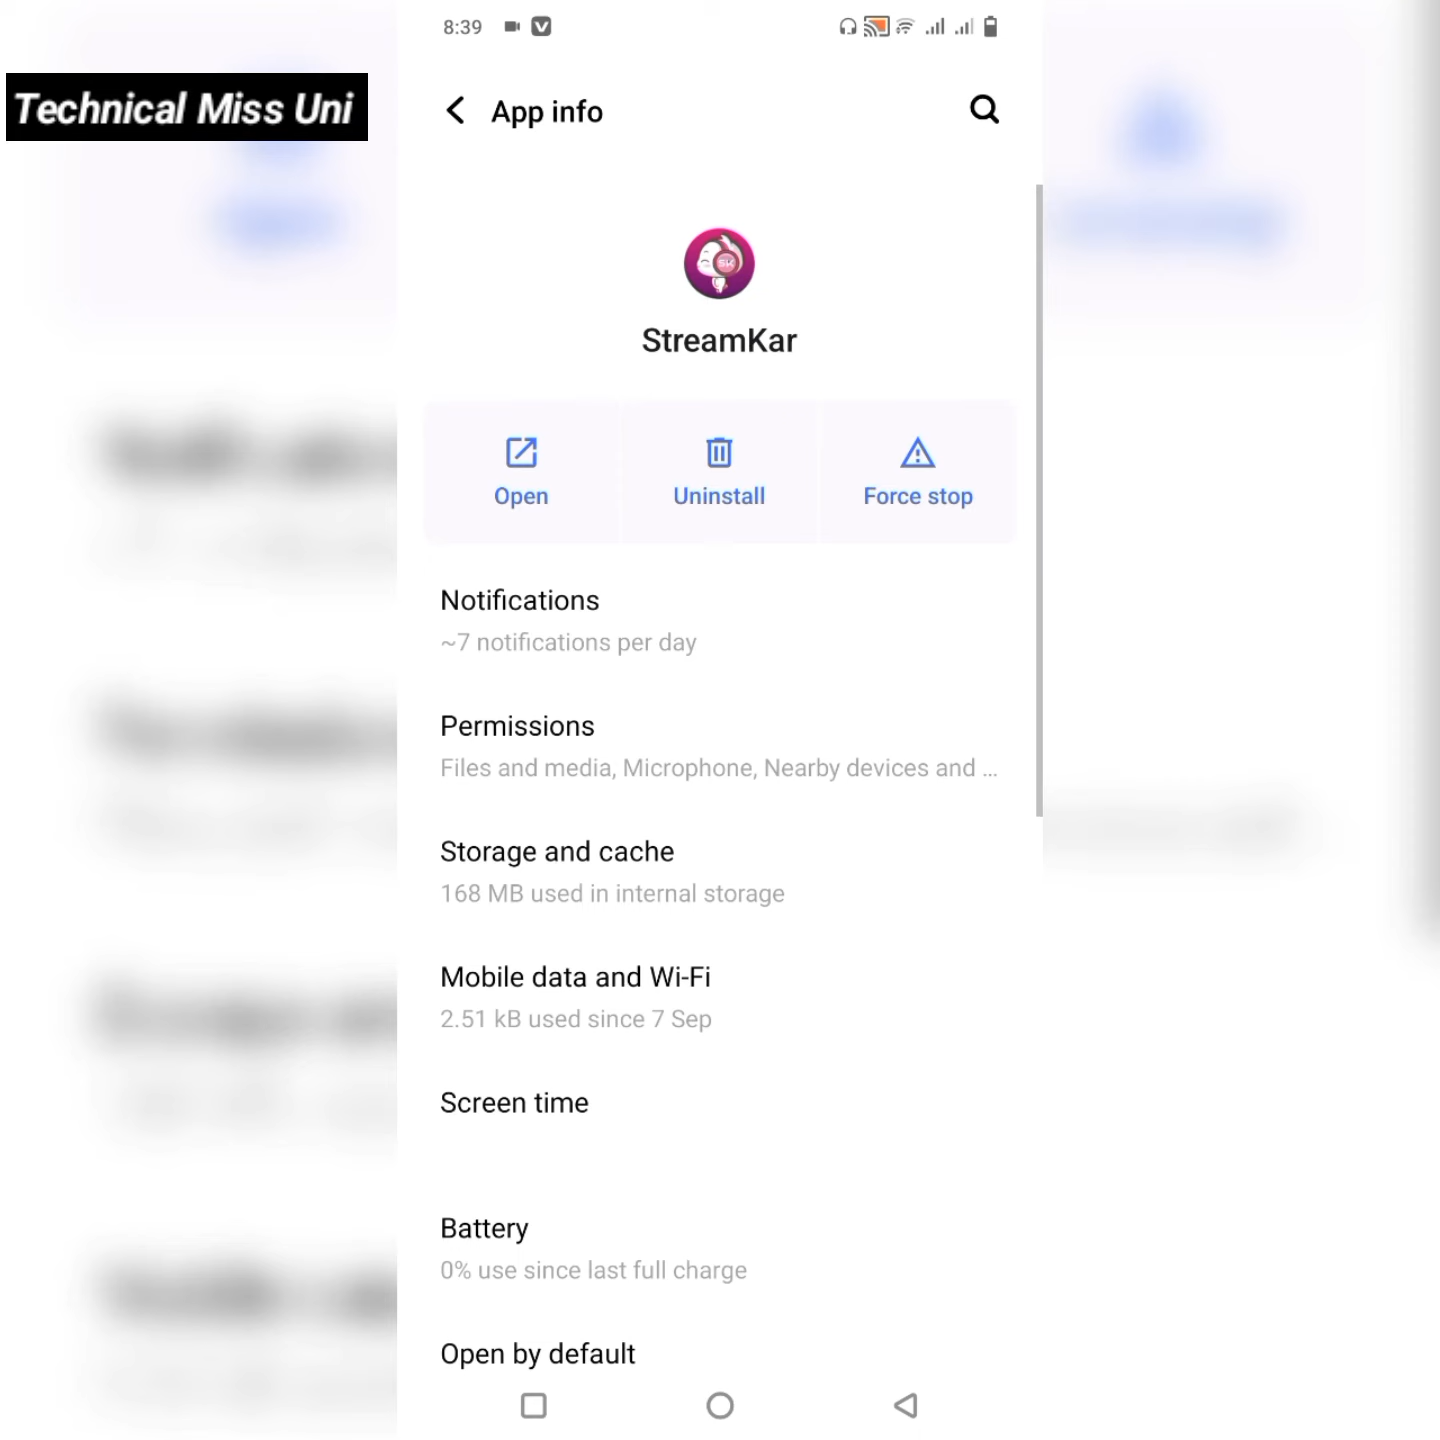 8:39
Technical Miss Uni
App info
SK
StreamKar
Open
Uninstall
Force stop
Notifications
~7 notifications per day
Permissions
Files and media, Microphone, Nearby devices and ...
Storage and cache
168 MB used in internal storage
Mobile data and Wi-Fi
2.51 kB used since 7 Sep
Screen time
Battery
0% use since last full charge
Open by default